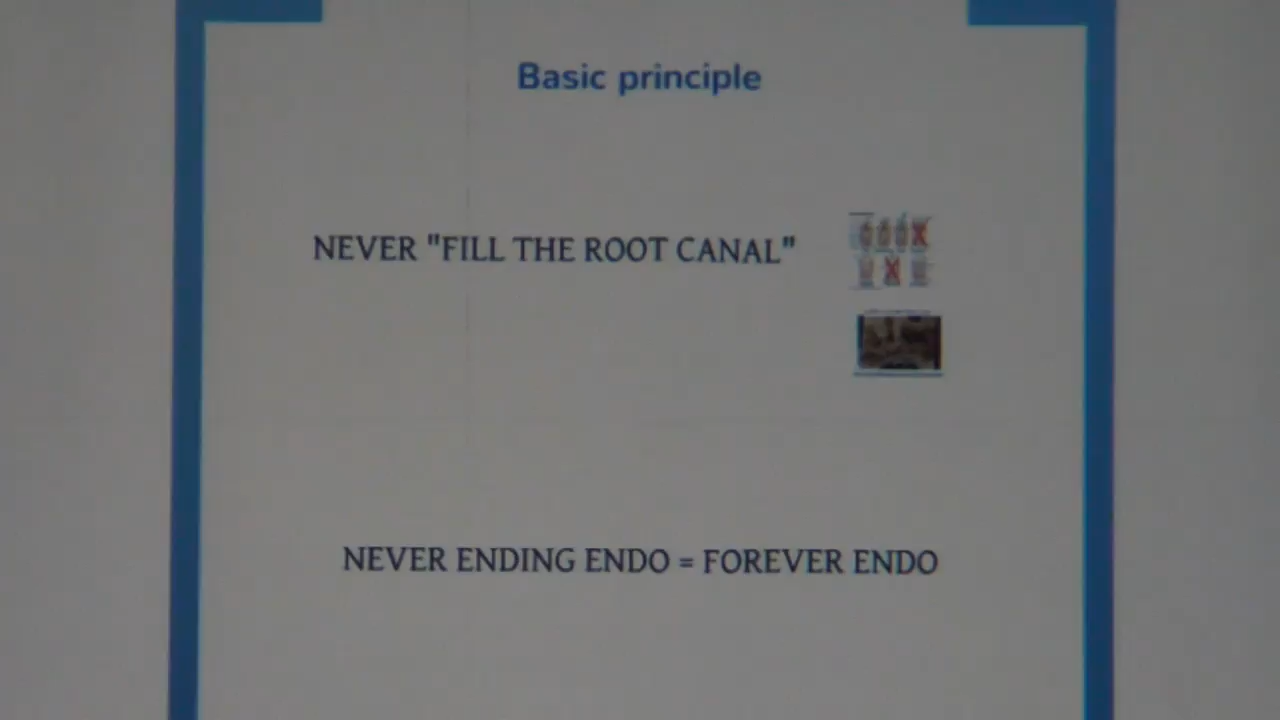 Basic principle
NEVER "FILL THE ROOT CANAL"
NEVER ENDING ENDO = FOREVER ENDO